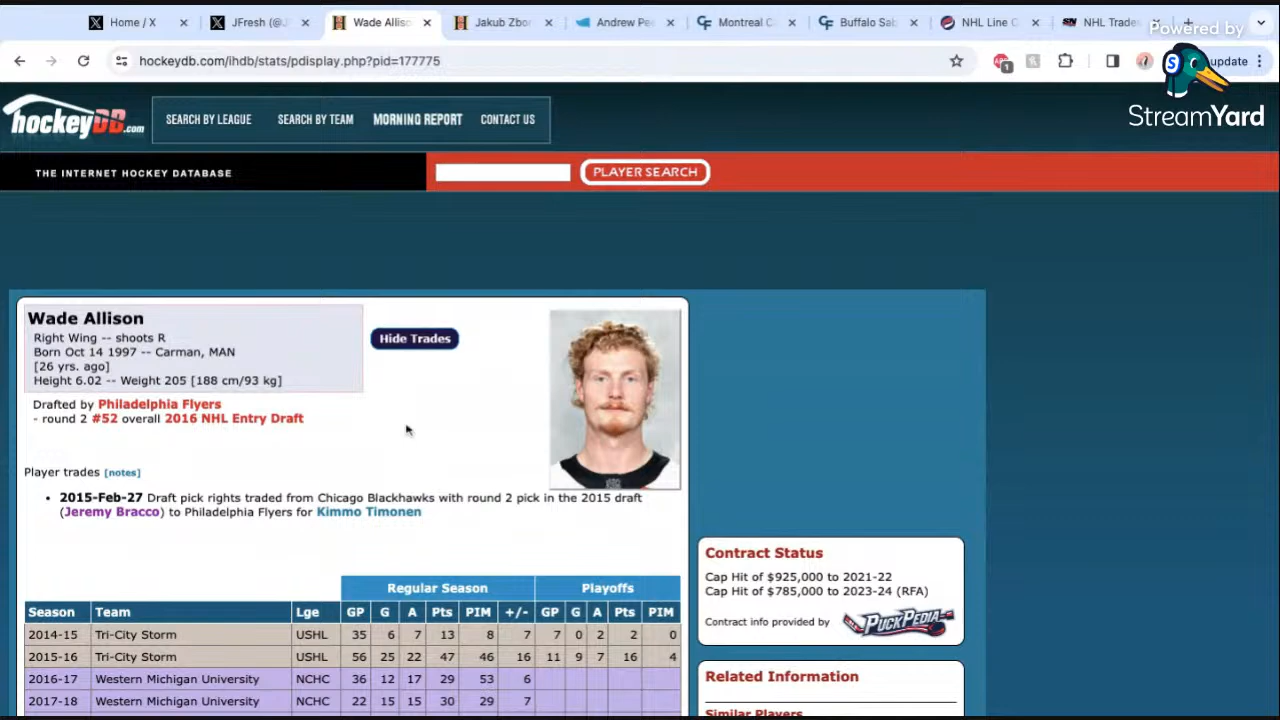 Home / X
JFresh (@J
Wade Alliso
Jakub Zbor
Andrew Pe
Montreal C
Buffalo Sab
NHL Line C
NHL Trade
Powered by
hockeydb.com/ihdb/stats/pdisplay.php?pid=177775
1
update
StreamYard
hockeyDB.com
SEARCH BY LEAGUE
SEARCH BY TEAM
MORNING REPORT
CONTACT US
THE INTERNET HOCKEY DATABASE
PLAYER SEARCH
Wade Allison
Right Wing -- shoots R
Born Oct 14 1997 -- Carman, MAN
[26 yrs. ago]
Height 6.02 -- Weight 205 [188 cm/93 kg]
Hide Trades
Drafted by Philadelphia Flyers
- round 2 #52 overall 2016 NHL Entry Draft
Player trades [notes]
• 2015-Feb-27 Draft pick rights traded from Chicago Blackhawks with round 2 pick in the 2015 draft
(Jeremy Bracco) to Philadelphia Flyers for Kimmo Timonen
Regular Season Playoffs
Season Team Lge GP G A Pts PIM +/- GP G A Pts PIM
2014-15 Tri-City Storm USHL 35 6 7 13 8 7 7 0 2 2 0
2015-16 Tri-City Storm USHL 56 25 22 47 46 16 11 9 7 16 4
2016-17 Western Michigan University NCHC 36 12 17 29 53 6
2017-18 Western Michigan University NCHC 22 15 15 30 29 7
Contract Status
Cap Hit of $925,000 to 2021-22
Cap Hit of $785,000 to 2023-24 (RFA)
Contract info provided by PUCKPEDIA
Related Information
Similar Players